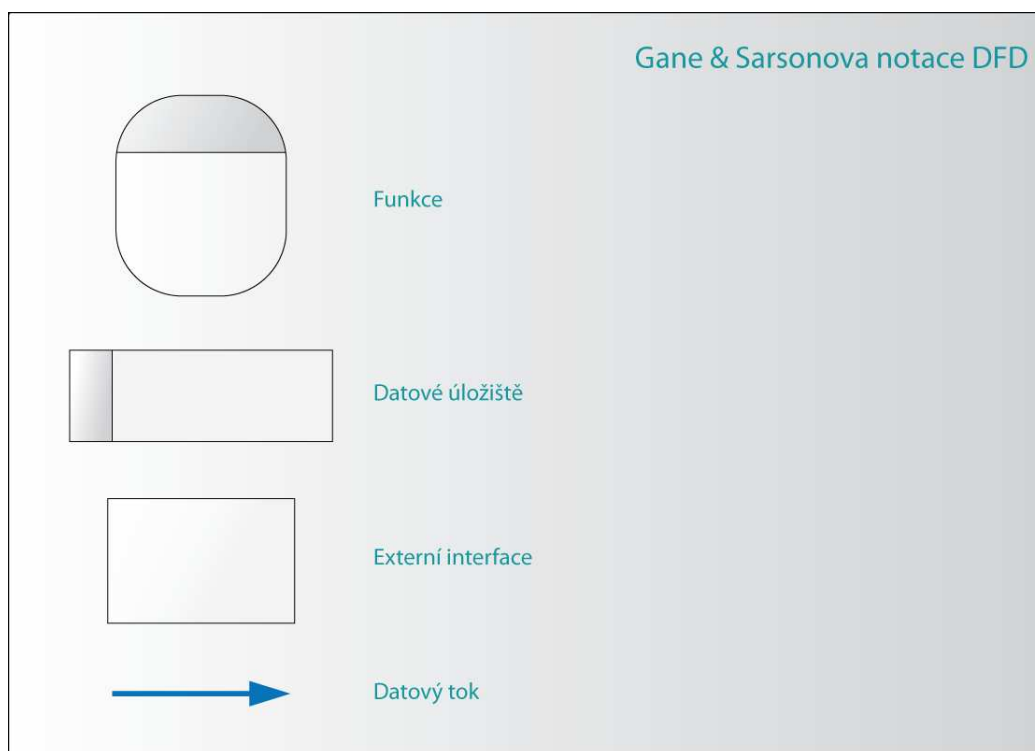 Gane & Sarsonova notace DFD
Funkce
Datové úložiště
Externí interface
Datový tok